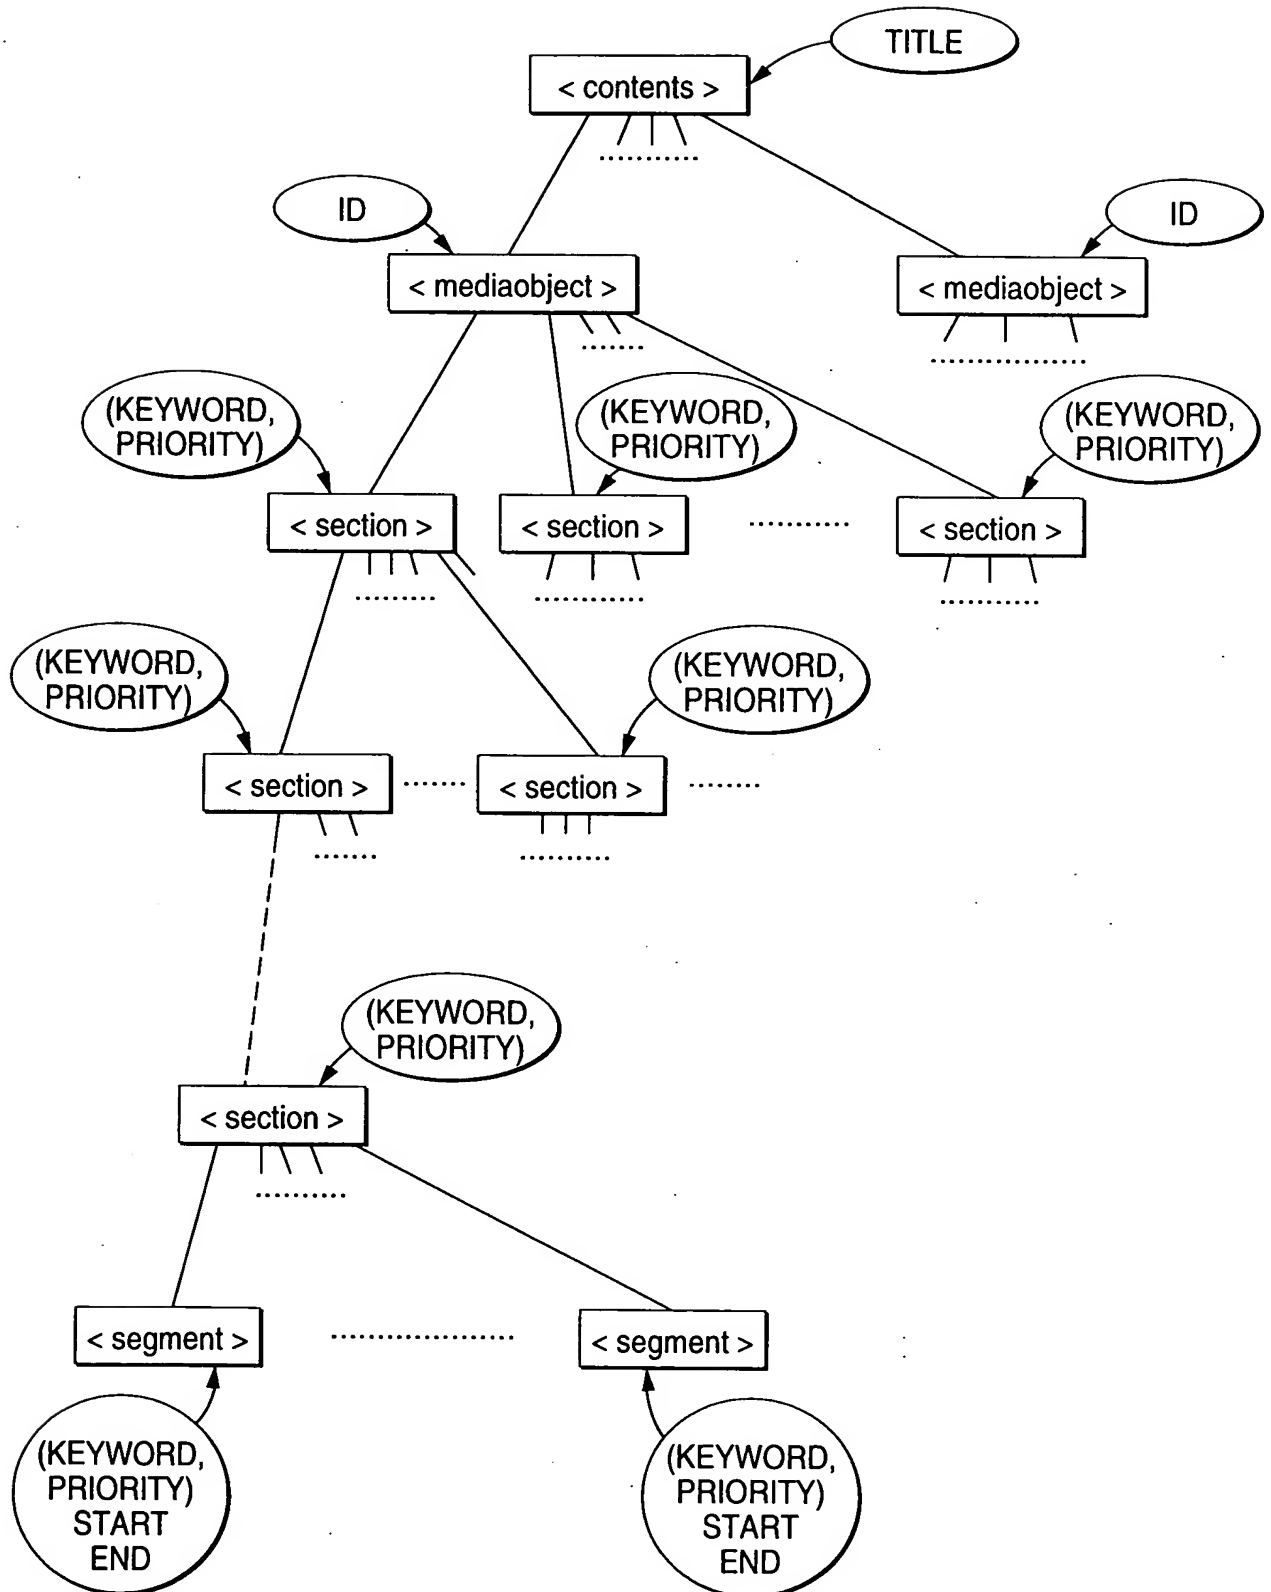 TITLE
< contents >
ID
ID
< mediaobject >
< mediaobject >
(KEYWORD,
PRIORITY)
(KEYWORD,
PRIORITY)
(KEYWORD,
PRIORITY)
< section >
< section >
< section >
(KEYWORD,
PRIORITY)
(KEYWORD,
PRIORITY)
< section >
< section >
(KEYWORD,
PRIORITY)
< section >
< segment >
< segment >
(KEYWORD,
PRIORITY)
START
END
(KEYWORD,
PRIORITY)
START
END